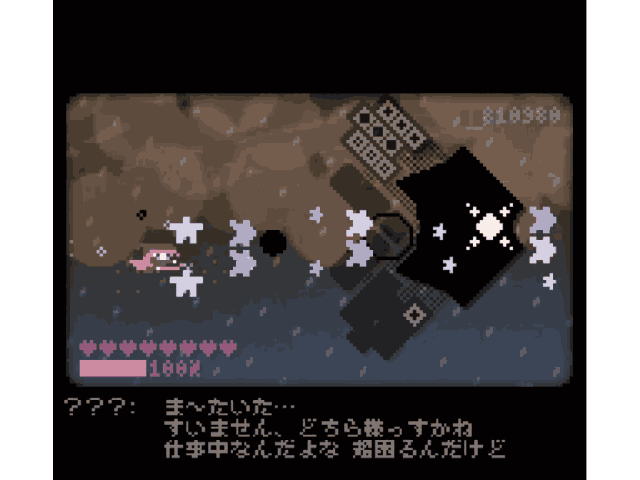 _810980
100%
???: ま〜たいた…
すいません、どちら様っすかね
仕事中なんだよな 超困るんだけど